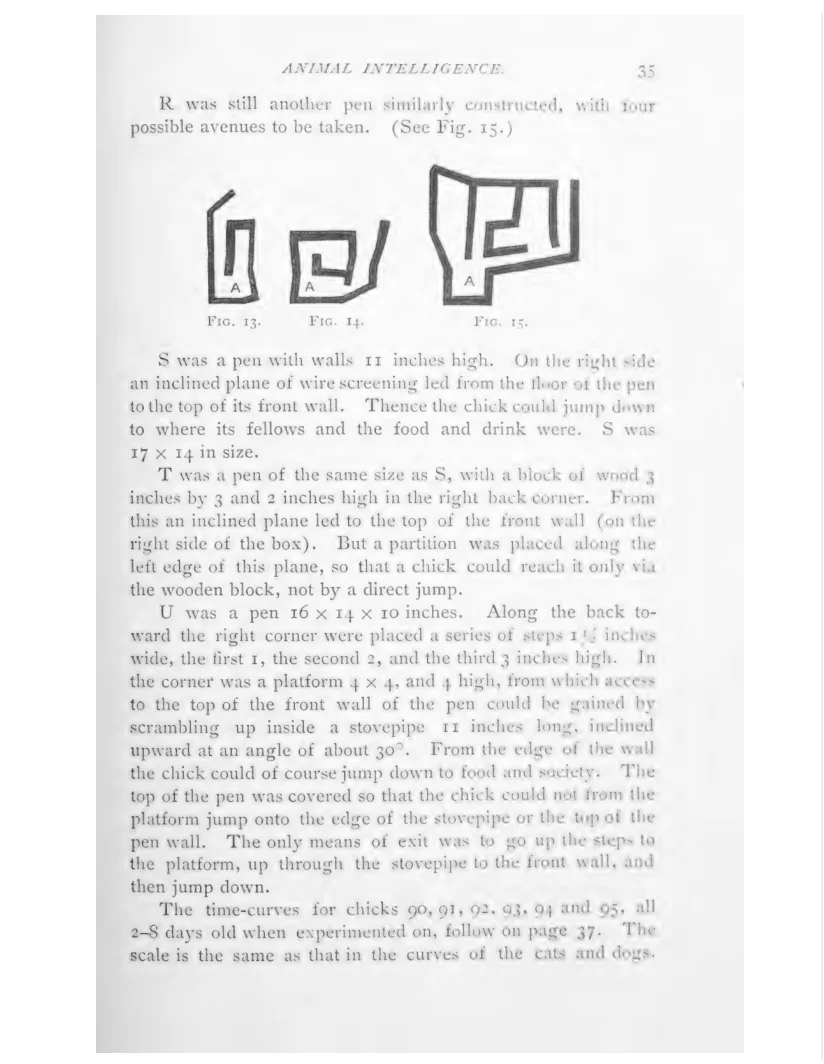 ANIMAL INTELLIGENCE. 35
R was still another pen similarly constructed, with four
possible avenues to be taken. (See Fig. 15.)
A
A
A
FIG. 13. FIG. 14. FIG. 15.
S was a pen with walls 11 inches high. On the right side
an inclined plane of wire screening led from the floor of the pen
to the top of its front wall. Thence the chick could jump down
to where its fellows and the food and drink were. S was
17 × 14 in size.
T was a pen of the same size as S, with a block of wood 3
inches by 3 and 2 inches high in the right back corner. From
this an inclined plane led to the top of the front wall (on the
right side of the box). But a partition was placed along the
left edge of this plane, so that a chick could reach it only via
the wooden block, not by a direct jump.
U was a pen 16 × 14 × 10 inches. Along the back to-
ward the right corner were placed a series of steps 1½ inches
wide, the first 1, the second 2, and the third 3 inches high. In
the corner was a platform 4 × 4, and 4 high, from which access
to the top of the front wall of the pen could be gained by
scrambling up inside a stovepipe 11 inches long, inclined
upward at an angle of about 30°. From the edge of the wall
the chick could of course jump down to food and society. The
top of the pen was covered so that the chick could not from the
platform jump onto the edge of the stovepipe or the top of the
pen wall. The only means of exit was to go up the steps to
the platform, up through the stovepipe to the front wall, and
then jump down.
The time-curves for chicks 90, 91, 92, 93, 94 and 95, all
2–8 days old when experimented on, follow on page 37. The
scale is the same as that in the curves of the cats and dogs.